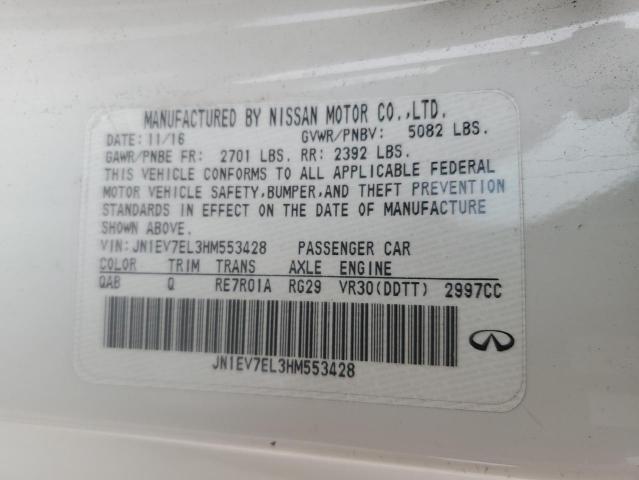 MANUFACTURED BY NISSAN MOTOR CO.,LTD.
DATE: 11/16 GVWR/PNBV: 5082 LBS.
GAWR/PNBE FR: 2701 LBS. RR: 2392 LBS.
THIS VEHICLE CONFORMS TO ALL APPLICABLE FEDERAL
MOTOR VEHICLE SAFETY,BUMPER,AND THEFT PREVENTION
STANDARDS IN EFFECT ON THE DATE OF MANUFACTURE
SHOWN ABOVE.
VIN:JN1EV7EL3HM553428 PASSENGER CAR
COLOR TRIM TRANS AXLE ENGINE
QAB Q RE7R01A RG29 VR30(DDTT) 2997CC
JN1EV7EL3HM553428